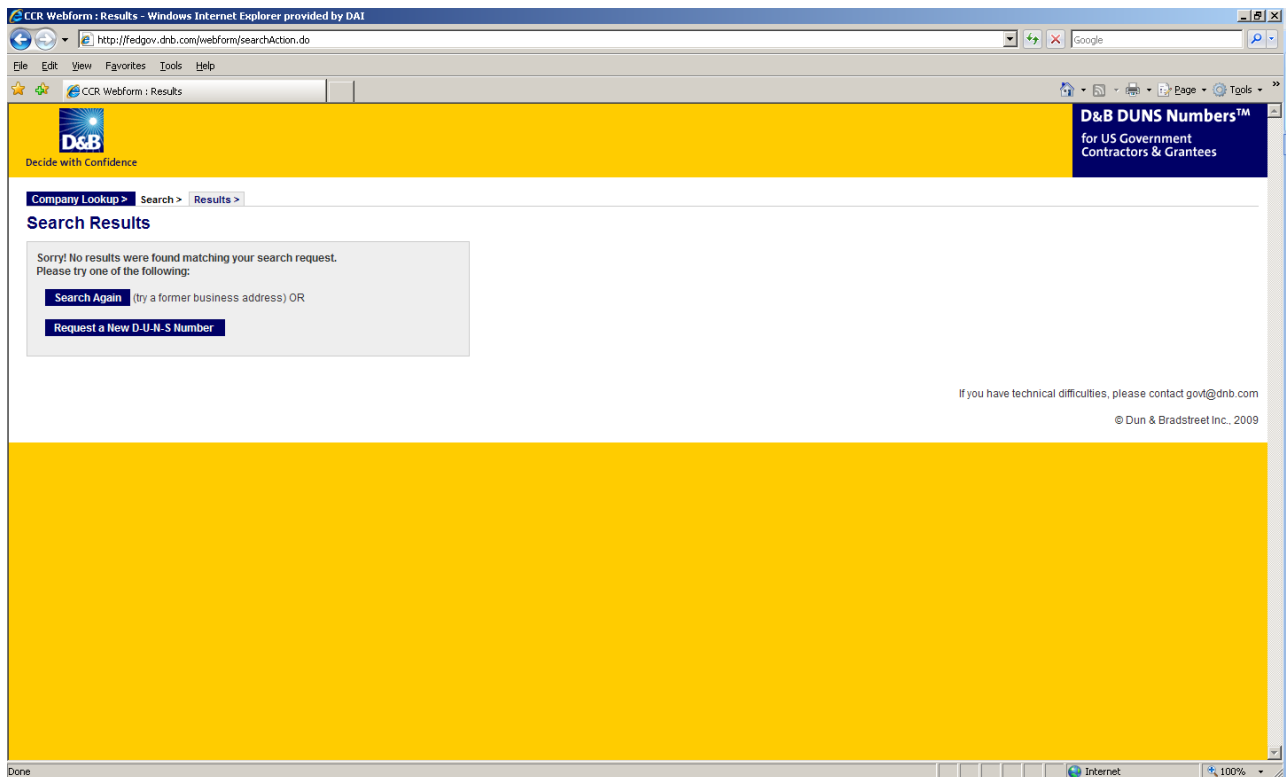 CCR Webform : Results - Windows Internet Explorer provided by DAI
http://fedgov.dnb.com/webform/searchAction.do
Google
File Edit View Favorites Tools Help
CCR Webform : Results
Page Tools »
D&B
Decide with Confidence
D&B DUNS Numbers™
for US Government
Contractors & Grantees
Company Lookup > Search > Results >
Search Results
Sorry! No results were found matching your search request.
Please try one of the following:
Search Again (try a former business address) OR
Request a New D-U-N-S Number
If you have technical difficulties, please contact govt@dnb.com
© Dun & Bradstreet Inc., 2009
Done Internet 100%